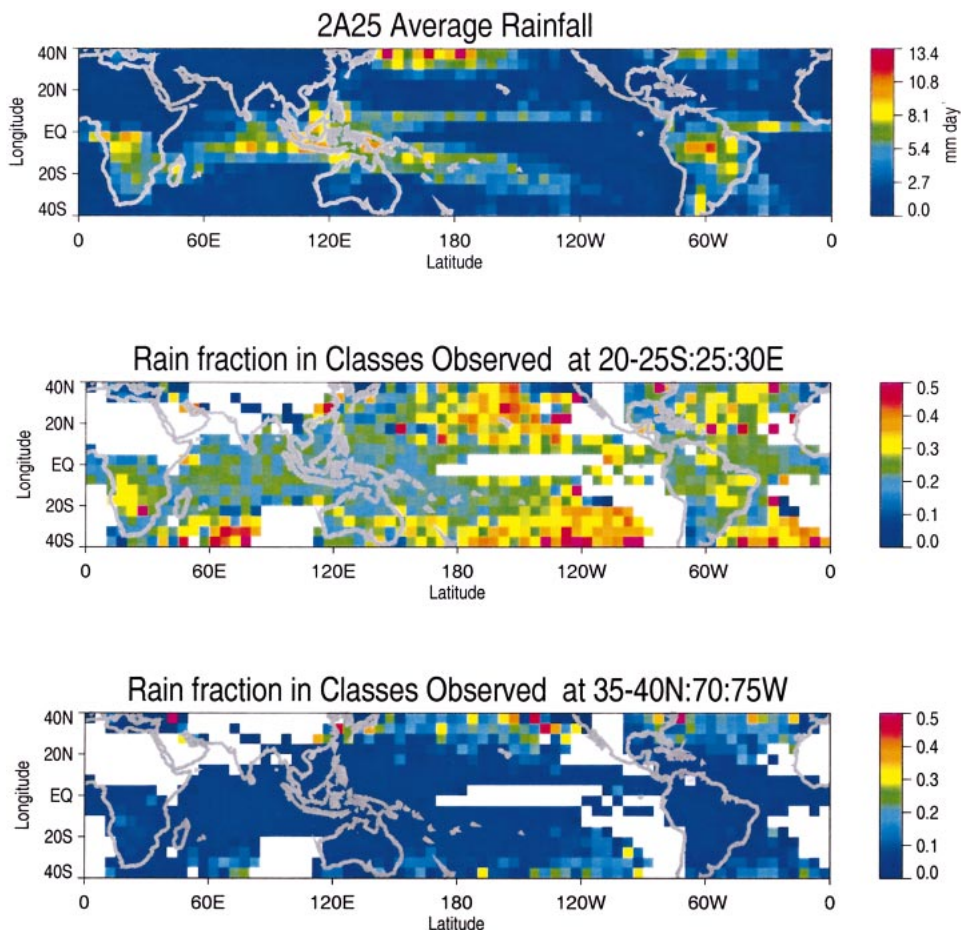 2A25 Average Rainfall
40N
20N
EQ
20S
40S
Longitude
0 60E 120E 180 120W 60W 0
Latitude
13.4
10.8
8.1
5.4
2.7
0.0
mm day
Rain fraction in Classes Observed at 20-25S:25:30E
40N
20N
EQ
20S
40S
Longitude
0 60E 120E 180 120W 60W 0
Latitude
0.5
0.4
0.3
0.2
0.1
0.0
Rain fraction in Classes Observed at 35-40N:70:75W
40N
20N
EQ
20S
40S
Longitude
0 60E 120E 180 120W 60W 0
Latitude
0.5
0.4
0.3
0.2
0.1
0.0